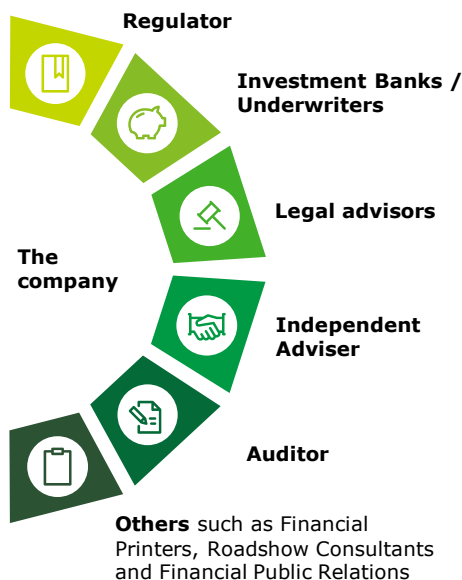 Regulator
Investment Banks /
Underwriters
Legal advisors
The
company
Independent
Adviser
Auditor
Others such as Financial
Printers, Roadshow Consultants
and Financial Public Relations